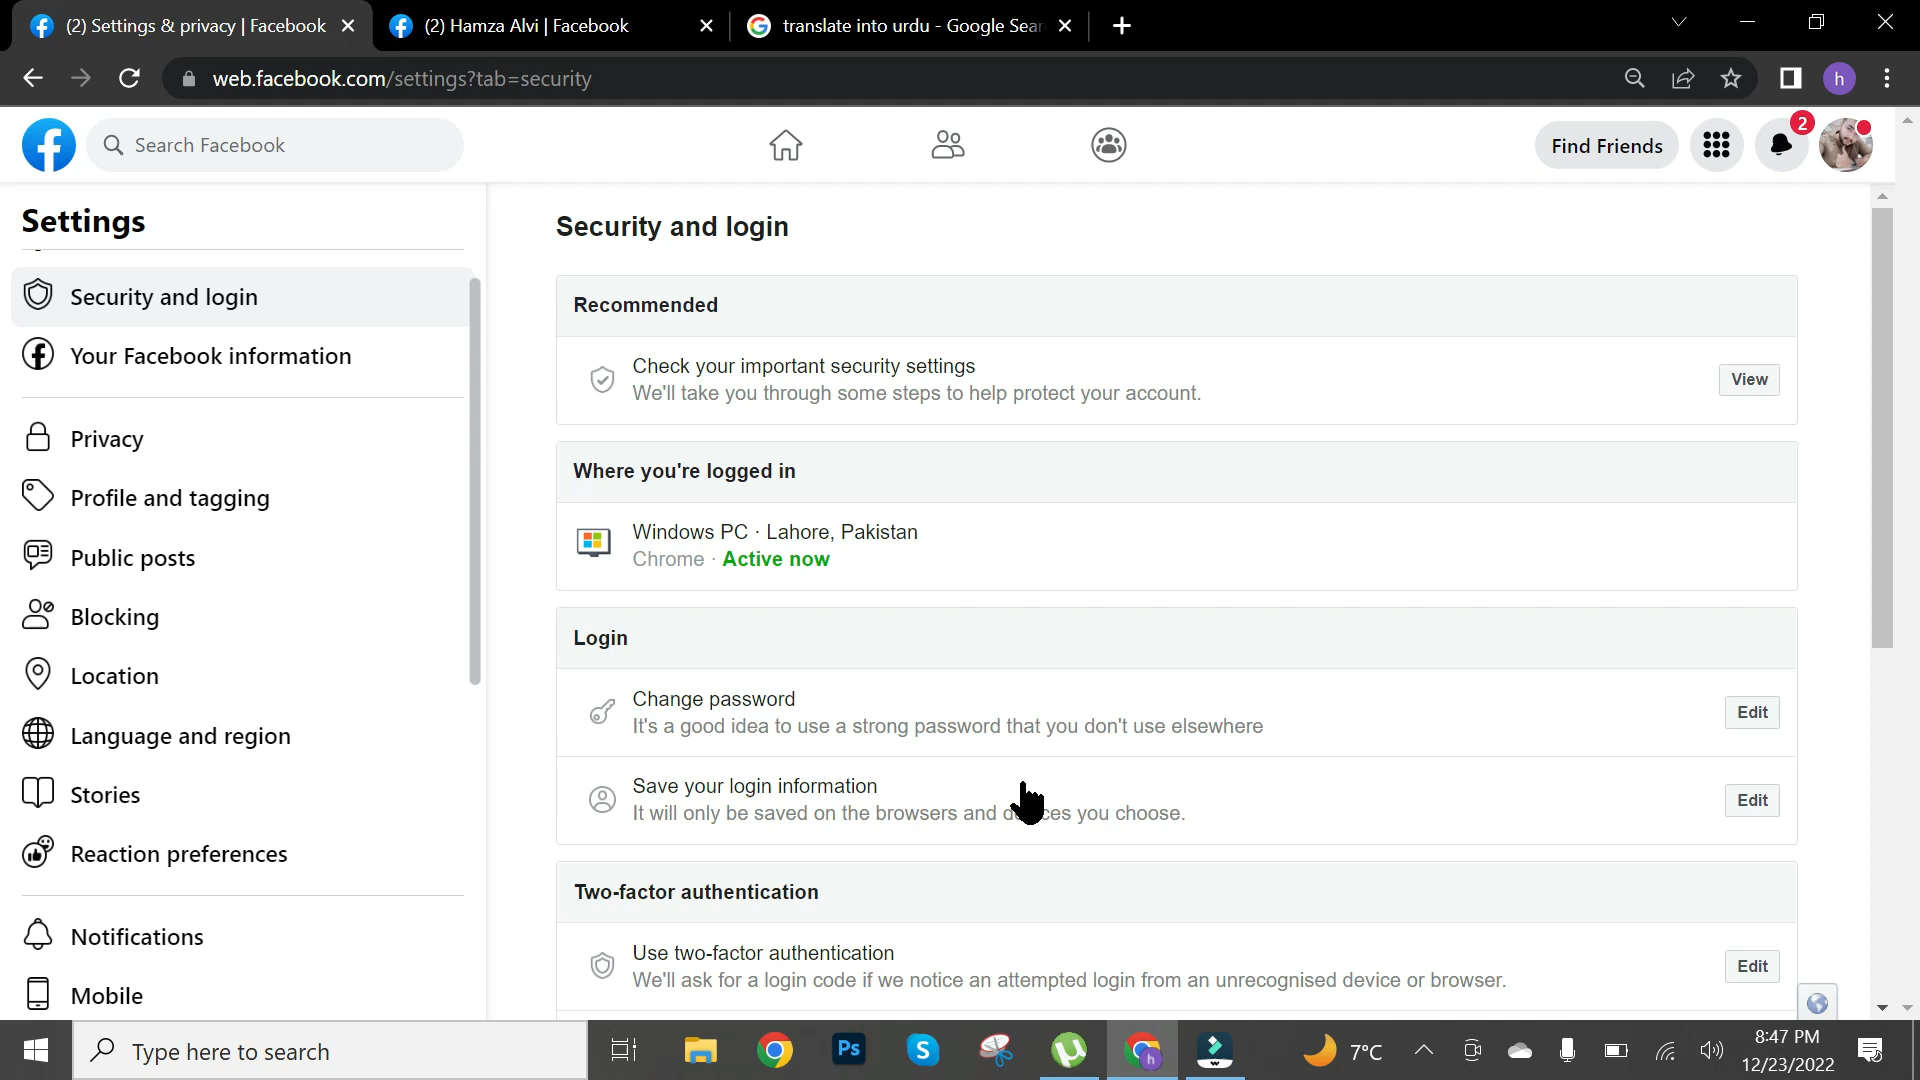 (2) Settings & privacy | Facebook
(2) Hamza Alvi | Facebook
translate into urdu - Google Sear
web.facebook.com/settings?tab=security
h
Search Facebook
Find Friends
2
Settings
Security and login
Your Facebook information
Privacy
Profile and tagging
Public posts
Blocking
Location
Language and region
Stories
Reaction preferences
Notifications
Mobile
Security and login
Recommended
Check your important security settings
We'll take you through some steps to help protect your account.
View
Where you're logged in
Windows PC · Lahore, Pakistan
Chrome · Active now
Login
Change password
It's a good idea to use a strong password that you don't use elsewhere
Edit
Save your login information
It will only be saved on the browsers and devices you choose.
Edit
Two-factor authentication
Use two-factor authentication
We'll ask for a login code if we notice an attempted login from an unrecognised device or browser.
Edit
Type here to search
Ps
S
h
7°C
8:47 PM
12/23/2022